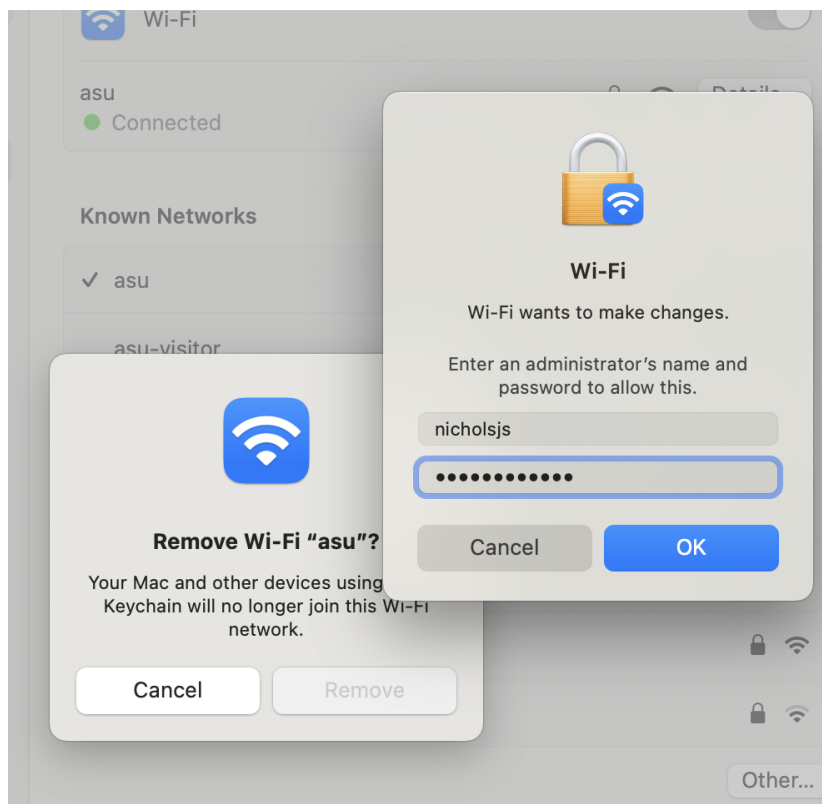 Wi-Fi
asu
Details...
Connected
Known Networks
asu
asu-visitor
Wi-Fi
Wi-Fi wants to make changes.
Enter an administrator's name and
password to allow this.
nicholsjs
••••••••••••
Cancel
OK
Remove Wi-Fi “asu”?
Your Mac and other devices using
Keychain will no longer join this Wi-Fi
network.
Cancel
Remove
Other...